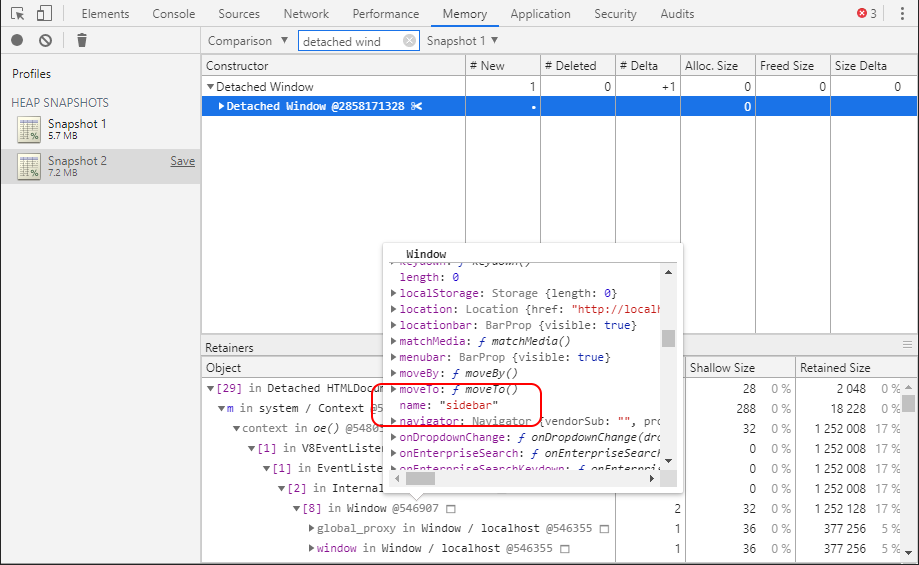 Elements Console Sources Network Performance Memory Application Security Audits 3
Comparison ▼ detached wind Snapshot 1 ▼
Profiles
HEAP SNAPSHOTS
Snapshot 1
5.7 MB
Snapshot 2 Save
7.2 MB
Constructor # New # Deleted # Delta Alloc. Size Freed Size Size Delta
▼Detached Window 1 0 +1 0 0 0
▶Detached Window @2858171328 • 0
Window
keydown: ƒ keydown()
length: 0
▶localStorage: Storage {length: 0}
▶location: Location {href: "http://localh
▶locationbar: BarProp {visible: true}
▶matchMedia: ƒ matchMedia()
▶menubar: BarProp {visible: true}
▶moveBy: ƒ moveBy()
▶moveTo: ƒ moveTo()
name: "sidebar"
▶navigator: Navigator {vendorSub: "", pro
▶onDropdownChange: ƒ onDropdownChange(dro
▶onEnterpriseSearch: ƒ onEnterpriseSearc
▶onEnterpriseSearchKeydown: ƒ onEnterpris
Retainers
Object Shallow Size Retained Size
▼[29] in Detached HTMLDocu 28 0 % 2 048 0 %
▼m in system / Context @5 288 0 % 18 228 0 %
▼context in oe() @54805 32 0 % 1 252 008 17 %
▼[1] in V8EventListe 0 0 % 1 252 008 17 %
▼[1] in EventListe 0 0 % 1 252 008 17 %
▼[2] in Internal 0 0 % 1 252 008 17 %
▼[8] in Window @546907 2 32 0 % 1 252 128 17 %
▶global_proxy in Window / localhost @546355 1 36 0 % 377 256 5 %
▶window in Window / localhost @546355 1 36 0 % 377 256 5 %